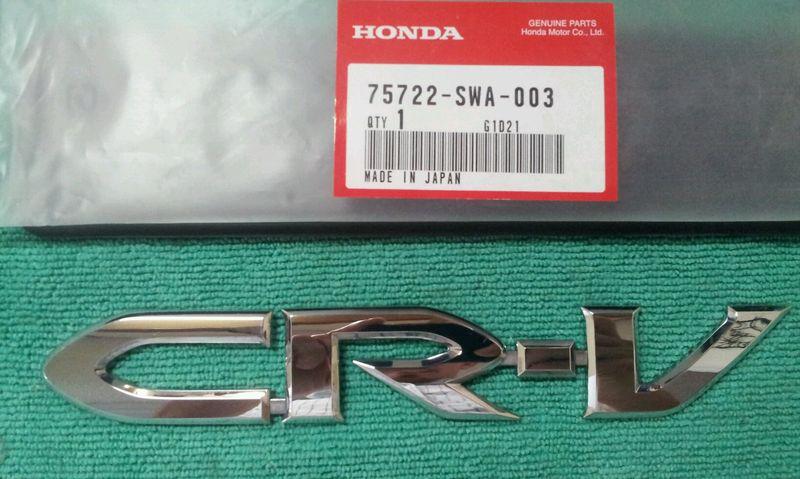 HONDA
GENUINE PARTS
Honda Motor Co., Ltd.
75722-SWA-003
QTY 1 G1D21
MADE IN JAPAN
CR-V